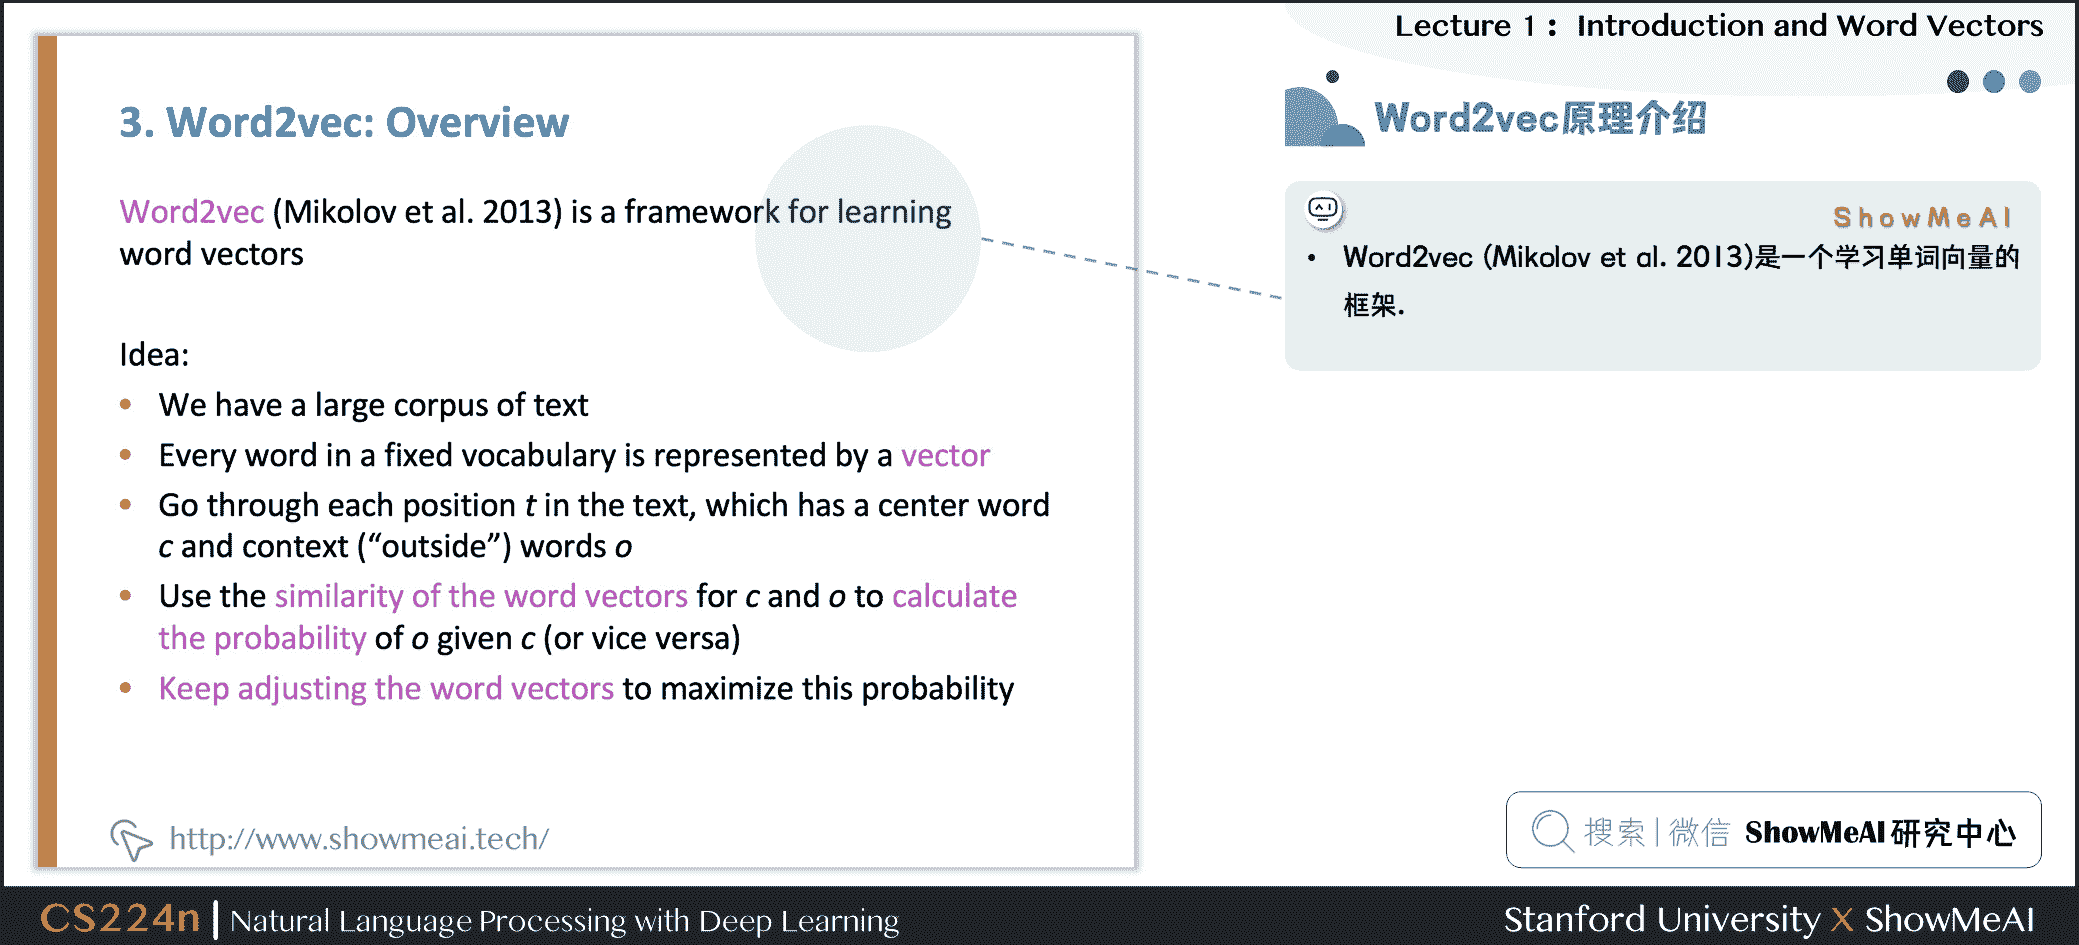 Lecture 1： Introduction and Word Vectors
3. Word2vec: Overview
Word2vec (Mikolov et al. 2013) is a framework for learning
word vectors
Idea:
• We have a large corpus of text
• Every word in a fixed vocabulary is represented by a vector
• Go through each position t in the text, which has a center word
c and context (“outside”) words o
• Use the similarity of the word vectors for c and o to calculate
the probability of o given c (or vice versa)
• Keep adjusting the word vectors to maximize this probability
http://www.showmeai.tech/
Word2vec原理介绍
ShowMeAI
• Word2vec (Mikolov et al. 2013)是一个学习单词向量的
框架.
搜索 | 微信 ShowMeAI 研究中心
CS224n | Natural Language Processing with Deep Learning
Stanford University X ShowMeAI